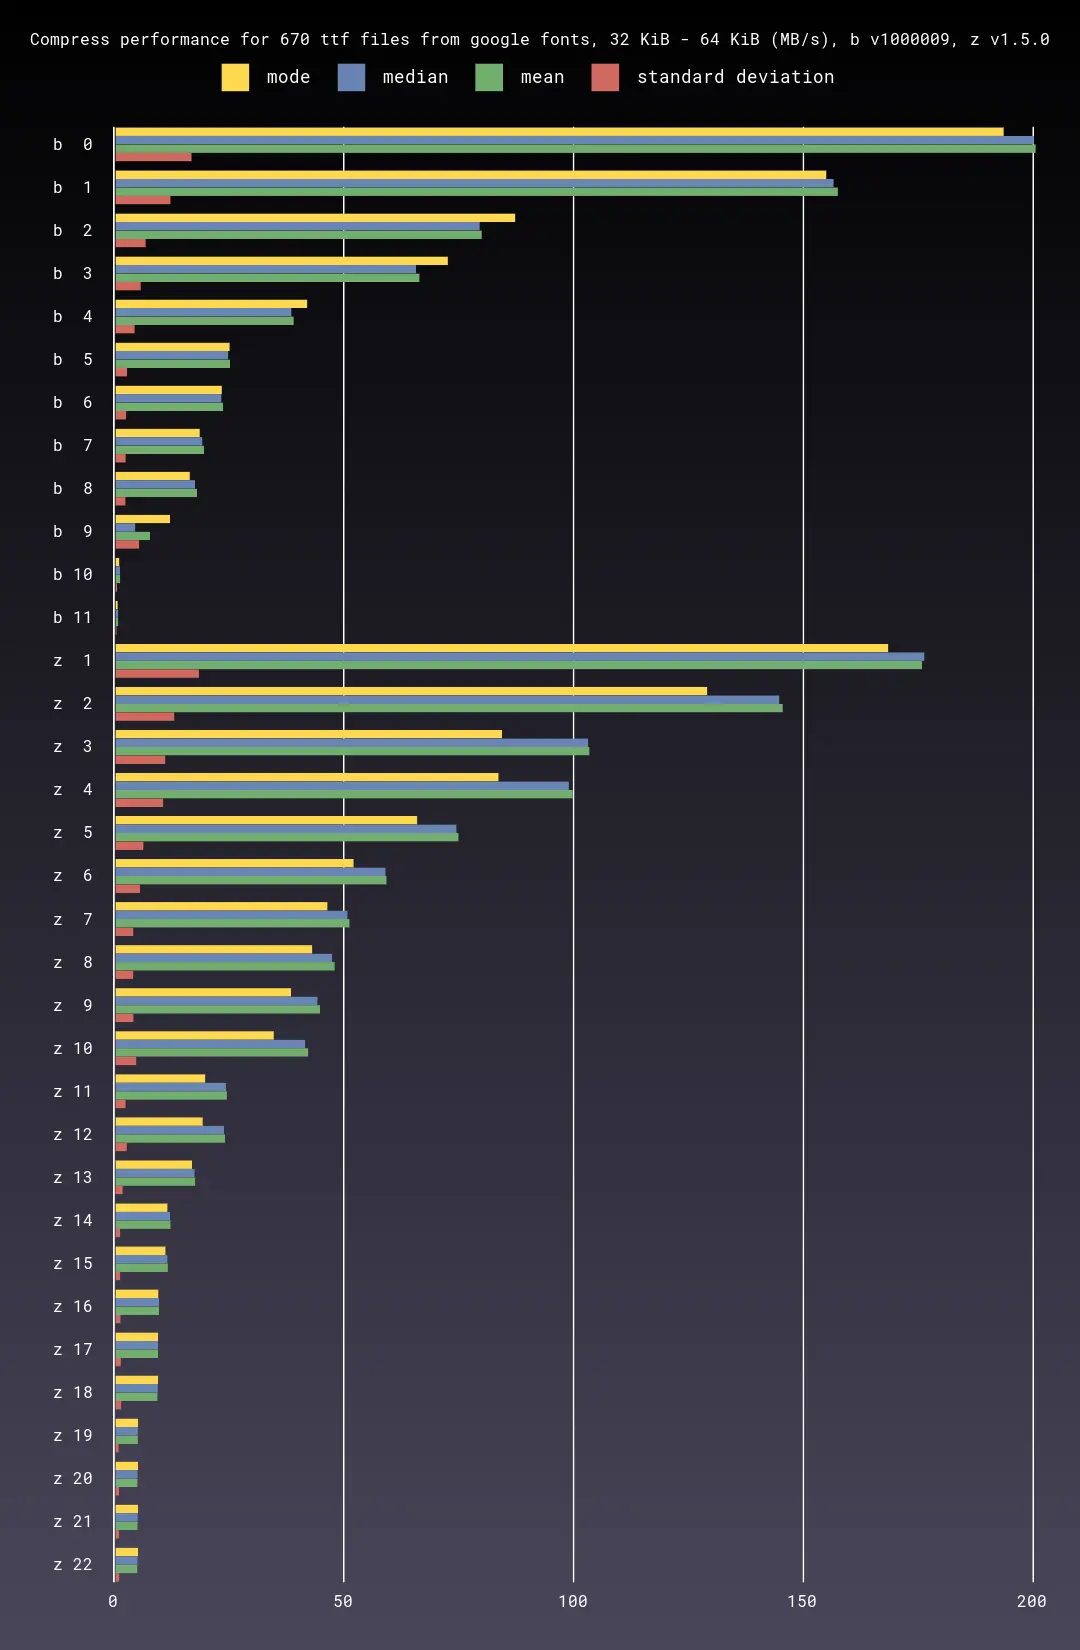 Compress performance for 670 ttf files from google fonts, 32 KiB - 64 KiB (MB/s), b v1000009, z v1.5.0
mode median mean standard deviation
b 0
b 1
b 2
b 3
b 4
b 5
b 6
b 7
b 8
b 9
b 10
b 11
z 1
z 2
z 3
z 4
z 5
z 6
z 7
z 8
z 9
z 10
z 11
z 12
z 13
z 14
z 15
z 16
z 17
z 18
z 19
z 20
z 21
z 22
0 50 100 150 200